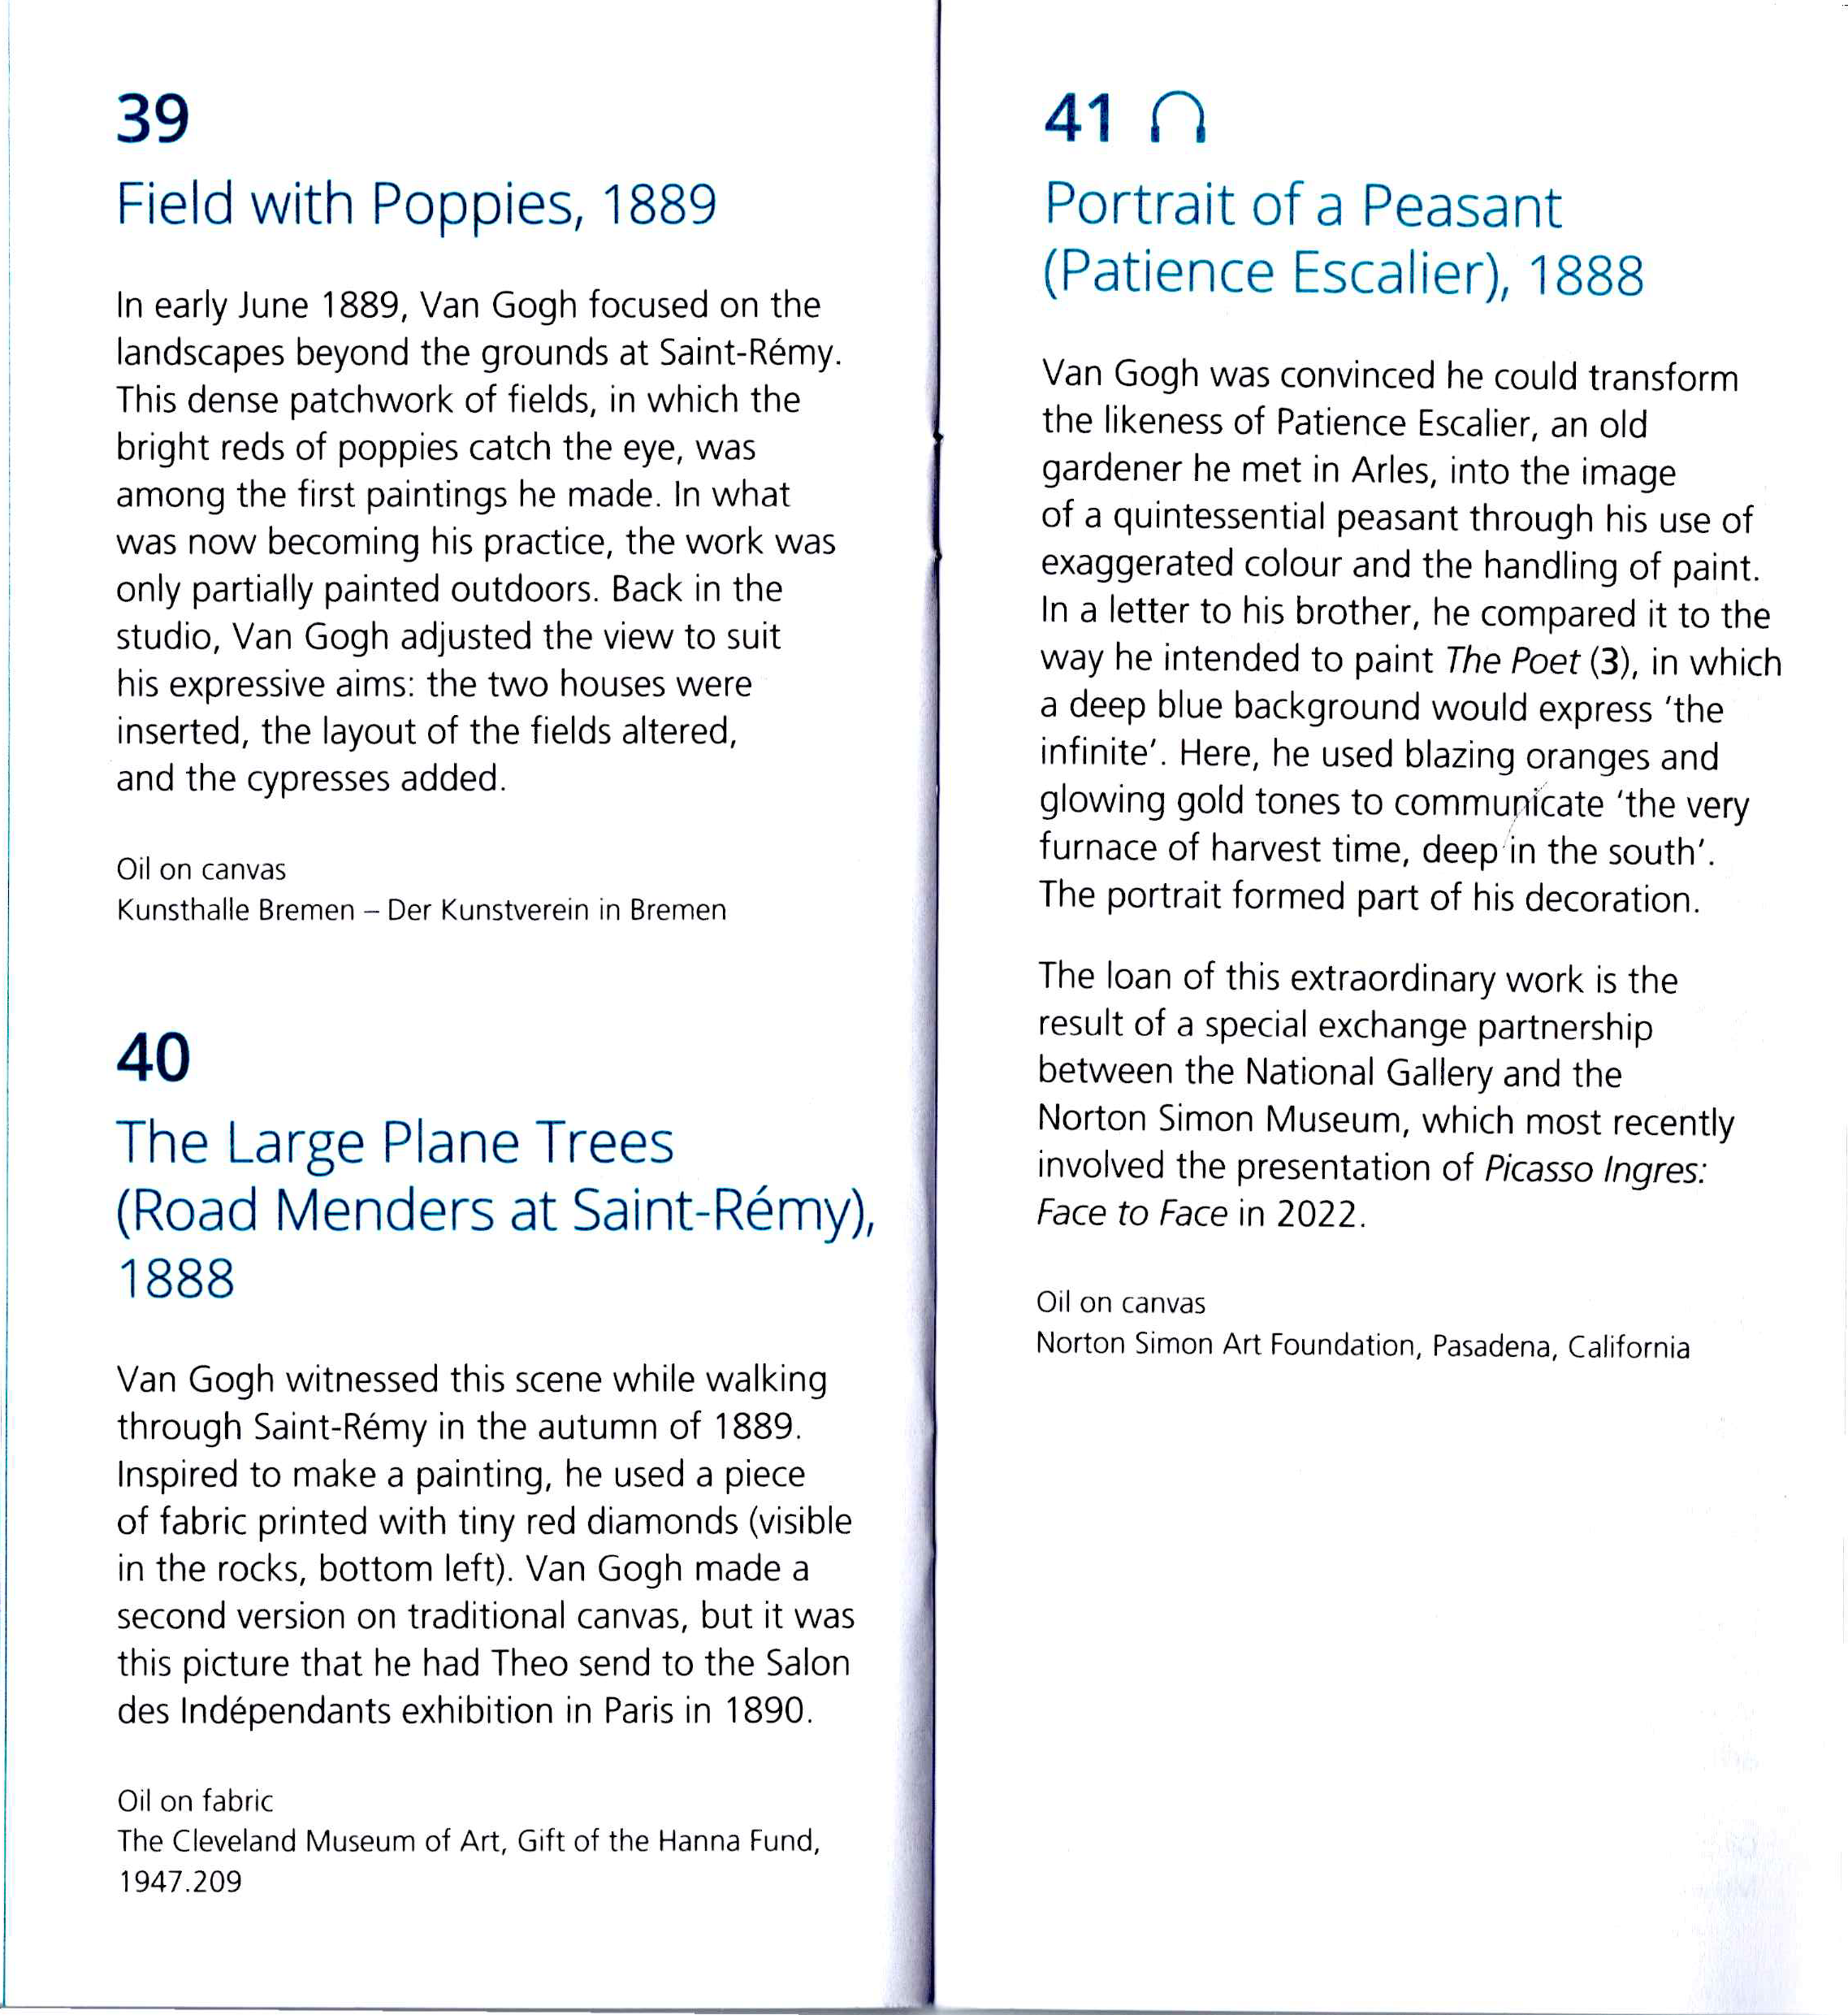 39
Field with Poppies, 1889
In early June 1889, Van Gogh focused on the
landscapes beyond the grounds at Saint-Rémy.
This dense patchwork of fields, in which the
bright reds of poppies catch the eye, was
among the first paintings he made. In what
was now becoming his practice, the work was
only partially painted outdoors. Back in the
studio, Van Gogh adjusted the view to suit
his expressive aims: the two houses were
inserted, the layout of the fields altered,
and the cypresses added.
Oil on canvas
Kunsthalle Bremen – Der Kunstverein in Bremen
40
The Large Plane Trees
(Road Menders at Saint-Rémy),
1888
Van Gogh witnessed this scene while walking
through Saint-Rémy in the autumn of 1889.
Inspired to make a painting, he used a piece
of fabric printed with tiny red diamonds (visible
in the rocks, bottom left). Van Gogh made a
second version on traditional canvas, but it was
this picture that he had Theo send to the Salon
des Indépendants exhibition in Paris in 1890.
Oil on fabric
The Cleveland Museum of Art, Gift of the Hanna Fund,
1947.209
41
Portrait of a Peasant
(Patience Escalier), 1888
Van Gogh was convinced he could transform
the likeness of Patience Escalier, an old
gardener he met in Arles, into the image
of a quintessential peasant through his use of
exaggerated colour and the handling of paint.
In a letter to his brother, he compared it to the
way he intended to paint The Poet (3), in which
a deep blue background would express ‘the
infinite’. Here, he used blazing oranges and
glowing gold tones to communicate ‘the very
furnace of harvest time, deep in the south’.
The portrait formed part of his decoration.
The loan of this extraordinary work is the
result of a special exchange partnership
between the National Gallery and the
Norton Simon Museum, which most recently
involved the presentation of Picasso Ingres:
Face to Face in 2022.
Oil on canvas
Norton Simon Art Foundation, Pasadena, California